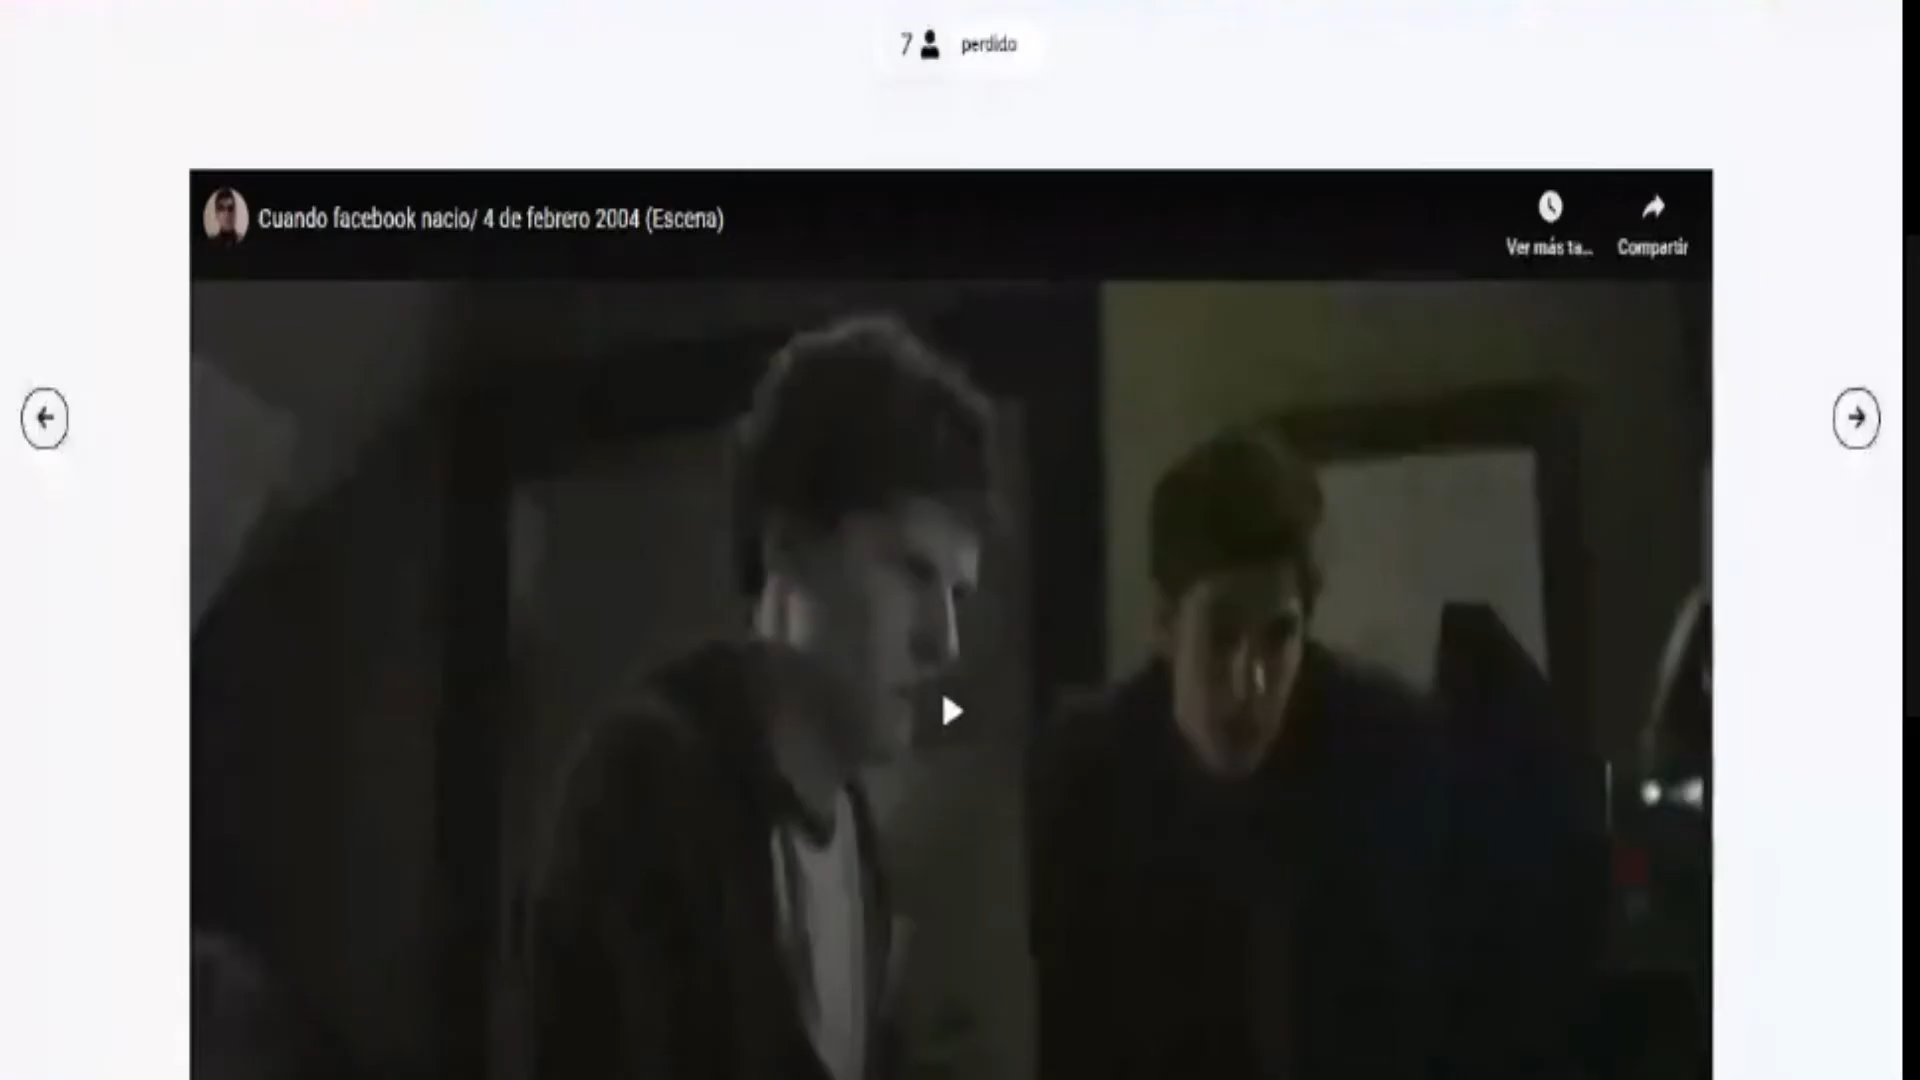 7 perdido
Cuando facebook nacio/ 4 de febrero 2004 (Escena)
Ver más ta...
Compartir